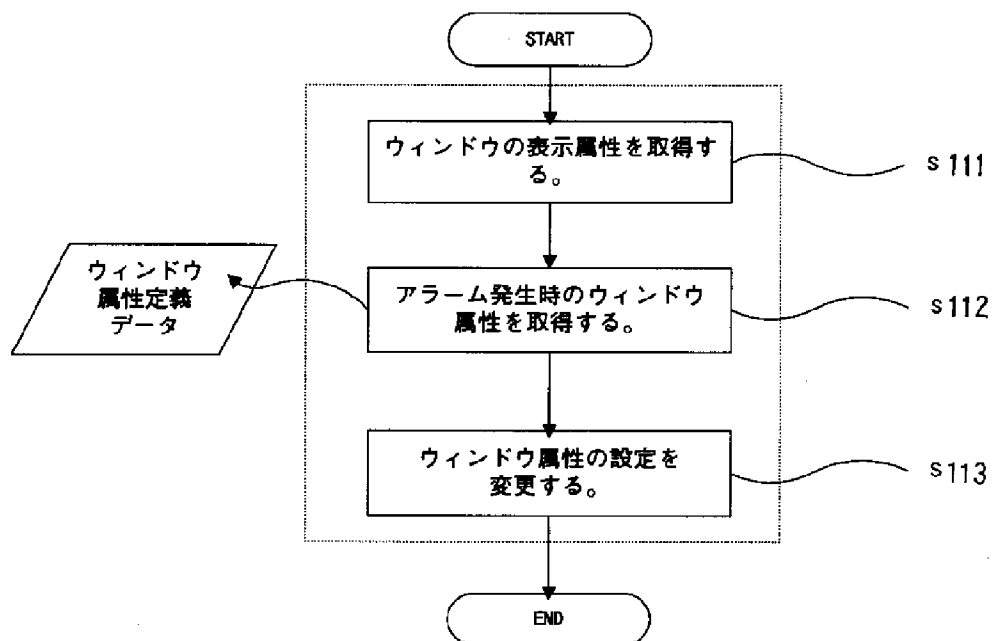 START
ウィンドウの表示属性を取得す
る。
s111
ウィンドウ
属性定義
データ
アラーム発生時のウィンドウ
属性を取得する。
s112
ウィンドウ属性の設定を
変更する。
s113
END